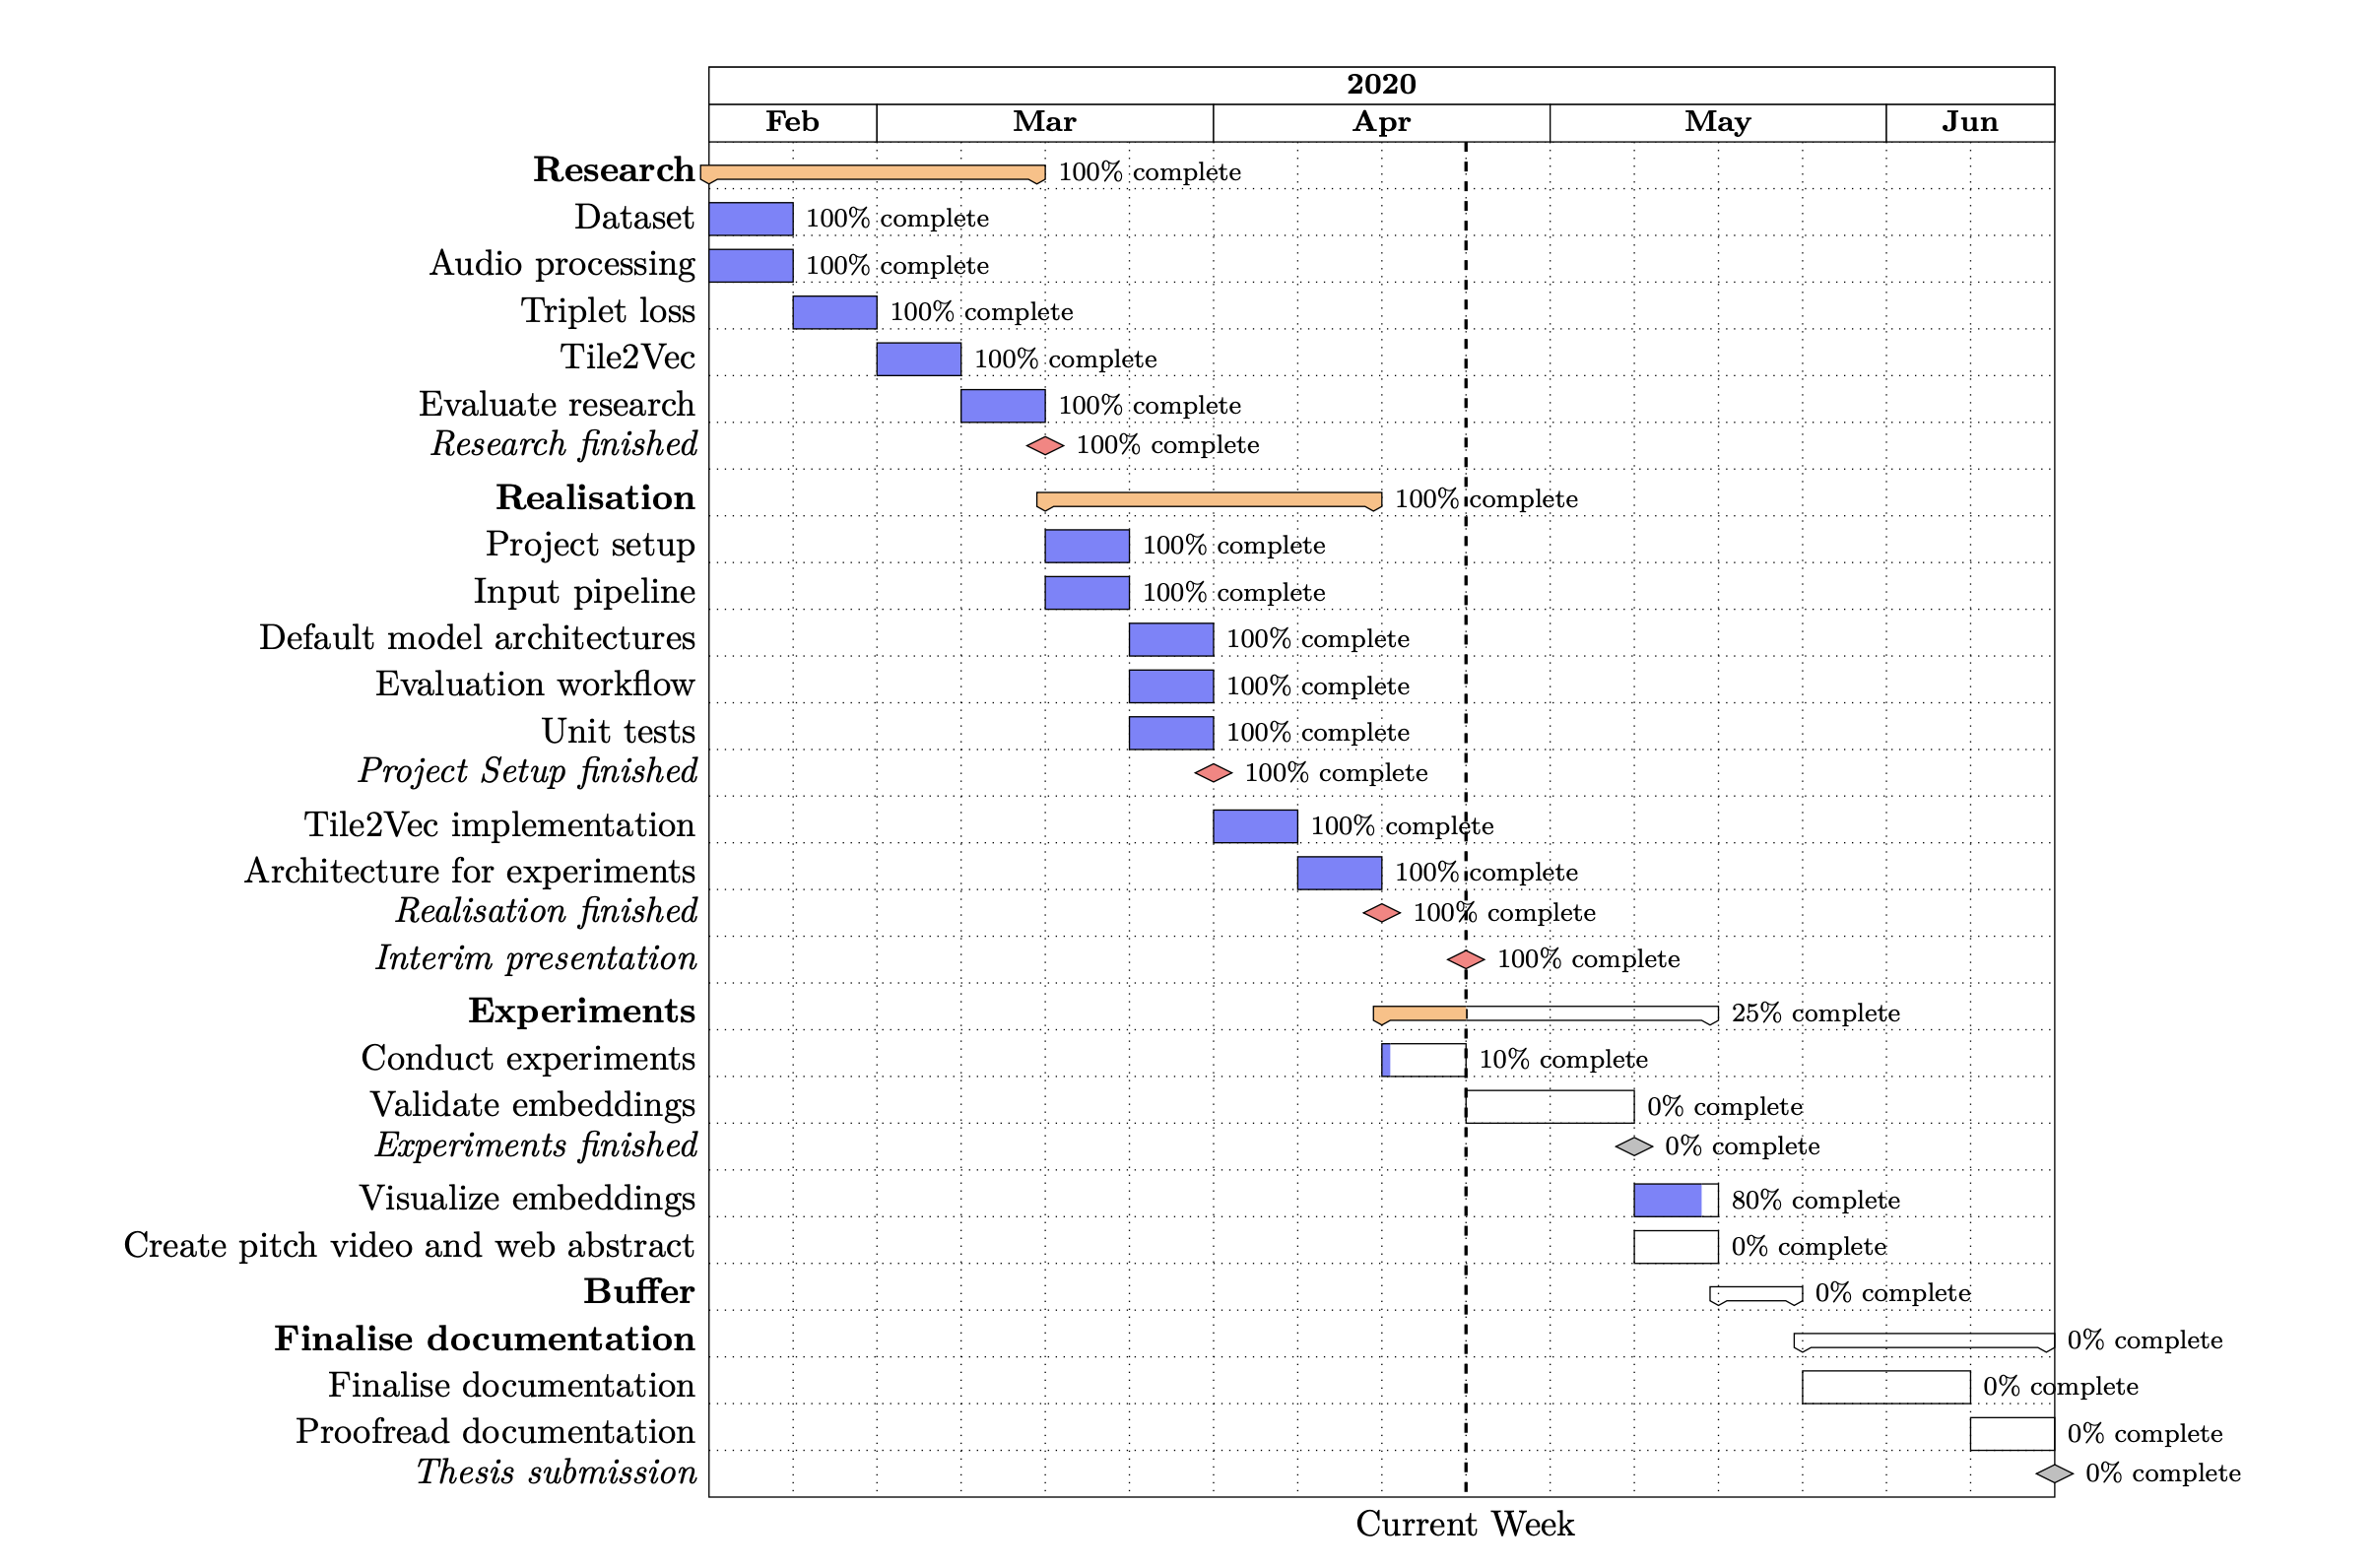 2020
Feb Mar Apr May Jun
Research 100% complete
Dataset 100% complete
Audio processing 100% complete
Triplet loss 100% complete
Tile2Vec 100% complete
Evaluate research 100% complete
Research finished 100% complete
Realisation 100% complete
Project setup 100% complete
Input pipeline 100% complete
Default model architectures 100% complete
Evaluation workflow 100% complete
Unit tests 100% complete
Project Setup finished 100% complete
Tile2Vec implementation 100% complete
Architecture for experiments 100% complete
Realisation finished 100% complete
Interim presentation 100% complete
Experiments 25% complete
Conduct experiments 10% complete
Validate embeddings 0% complete
Experiments finished 0% complete
Visualize embeddings 80% complete
Create pitch video and web abstract 0% complete
Buffer 0% complete
Finalise documentation 0% complete
Finalise documentation 0% complete
Proofread documentation 0% complete
Thesis submission 0% complete
Current Week